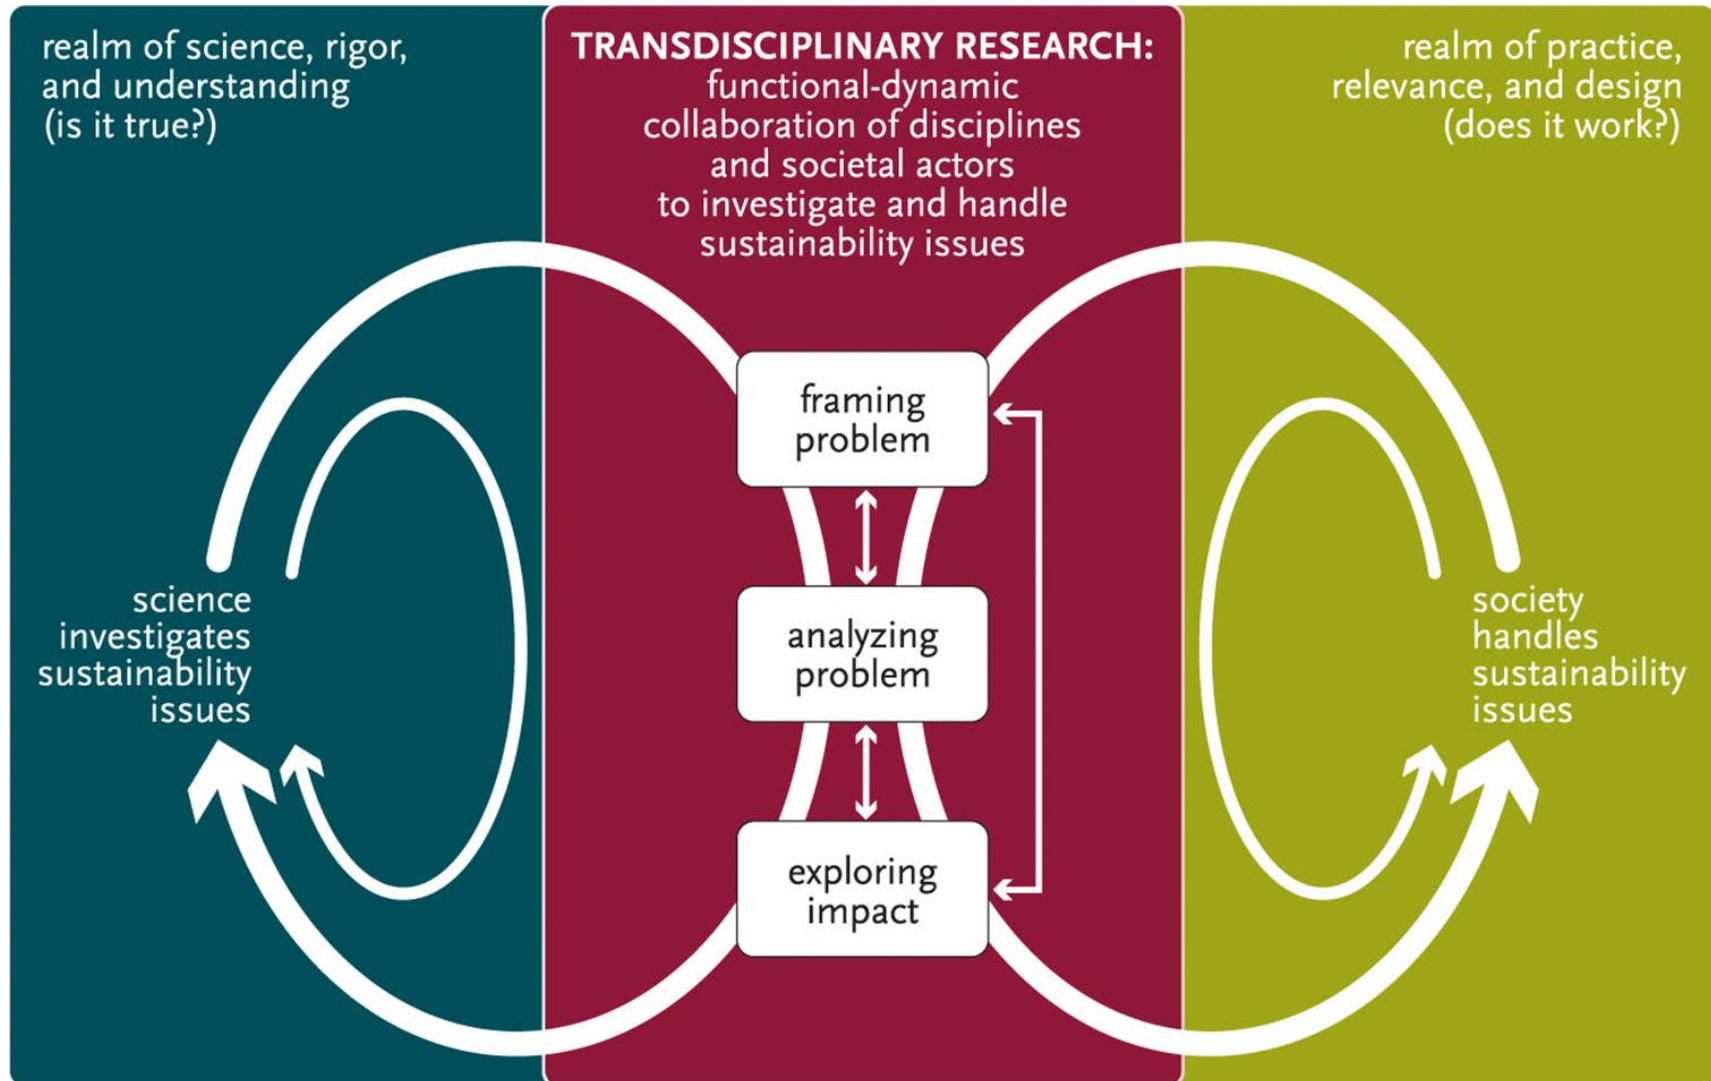 realm of science, rigor,
and understanding
(is it true?)
TRANSDISCIPLINARY RESEARCH:
functional-dynamic
collaboration of disciplines
and societal actors
to investigate and handle
sustainability issues
realm of practice,
relevance, and design
(does it work?)
framing
problem
analyzing
problem
exploring
impact
science
investigates
sustainability
issues
society
handles
sustainability
issues